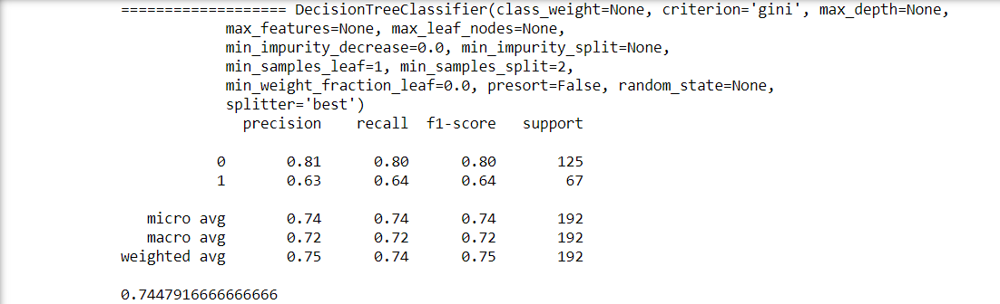 =================== DecisionTreeClassifier(class_weight=None, criterion='gini', max_depth=None,
            max_features=None, max_leaf_nodes=None,
            min_impurity_decrease=0.0, min_impurity_split=None,
            min_samples_leaf=1, min_samples_split=2,
            min_weight_fraction_leaf=0.0, presort=False, random_state=None,
            splitter='best')
              precision    recall  f1-score   support

           0       0.81      0.80      0.80       125
           1       0.63      0.64      0.64        67

   micro avg       0.74      0.74      0.74       192
   macro avg       0.72      0.72      0.72       192
weighted avg       0.75      0.74      0.75       192

0.7447916666666666